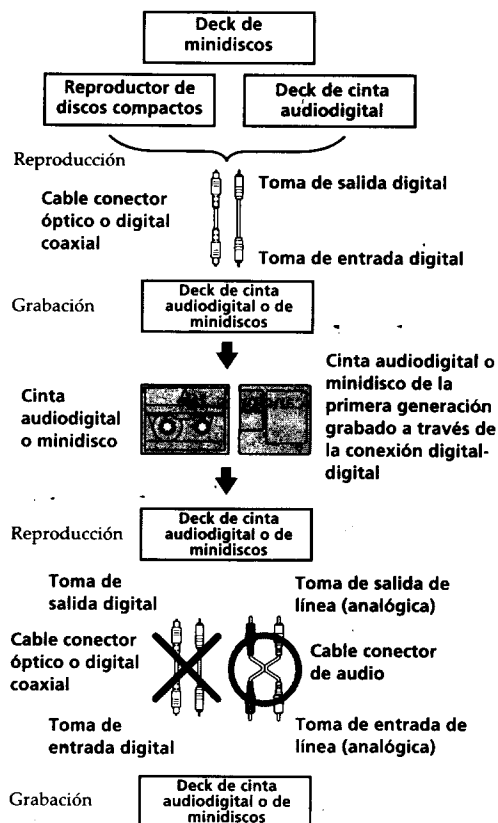 Deck de
minidiscos
Reproductor de
discos compactos
Deck de cinta
audiodigital
Reproducción
Cable conector
óptico o digital
coaxial
Toma de salida digital
Toma de entrada digital
Grabación
Deck de cinta
audiodigital o de
minidiscos
Cinta
audiodigital
o minidisco
Cinta audiodigital o
minidisco de la
primera generación
grabado a través de
la conexión digital-
digital
Reproducción
Deck de cinta
audiodigital o de
minidiscos
Toma de
salida digital
Toma de salida de
línea (analógica)
Cable conector
óptico o digital
coaxial
Cable conector
de audio
Toma de
entrada digital
Toma de entrada de
línea (analógica)
Grabación
Deck de cinta
audiodigital o de
minidiscos